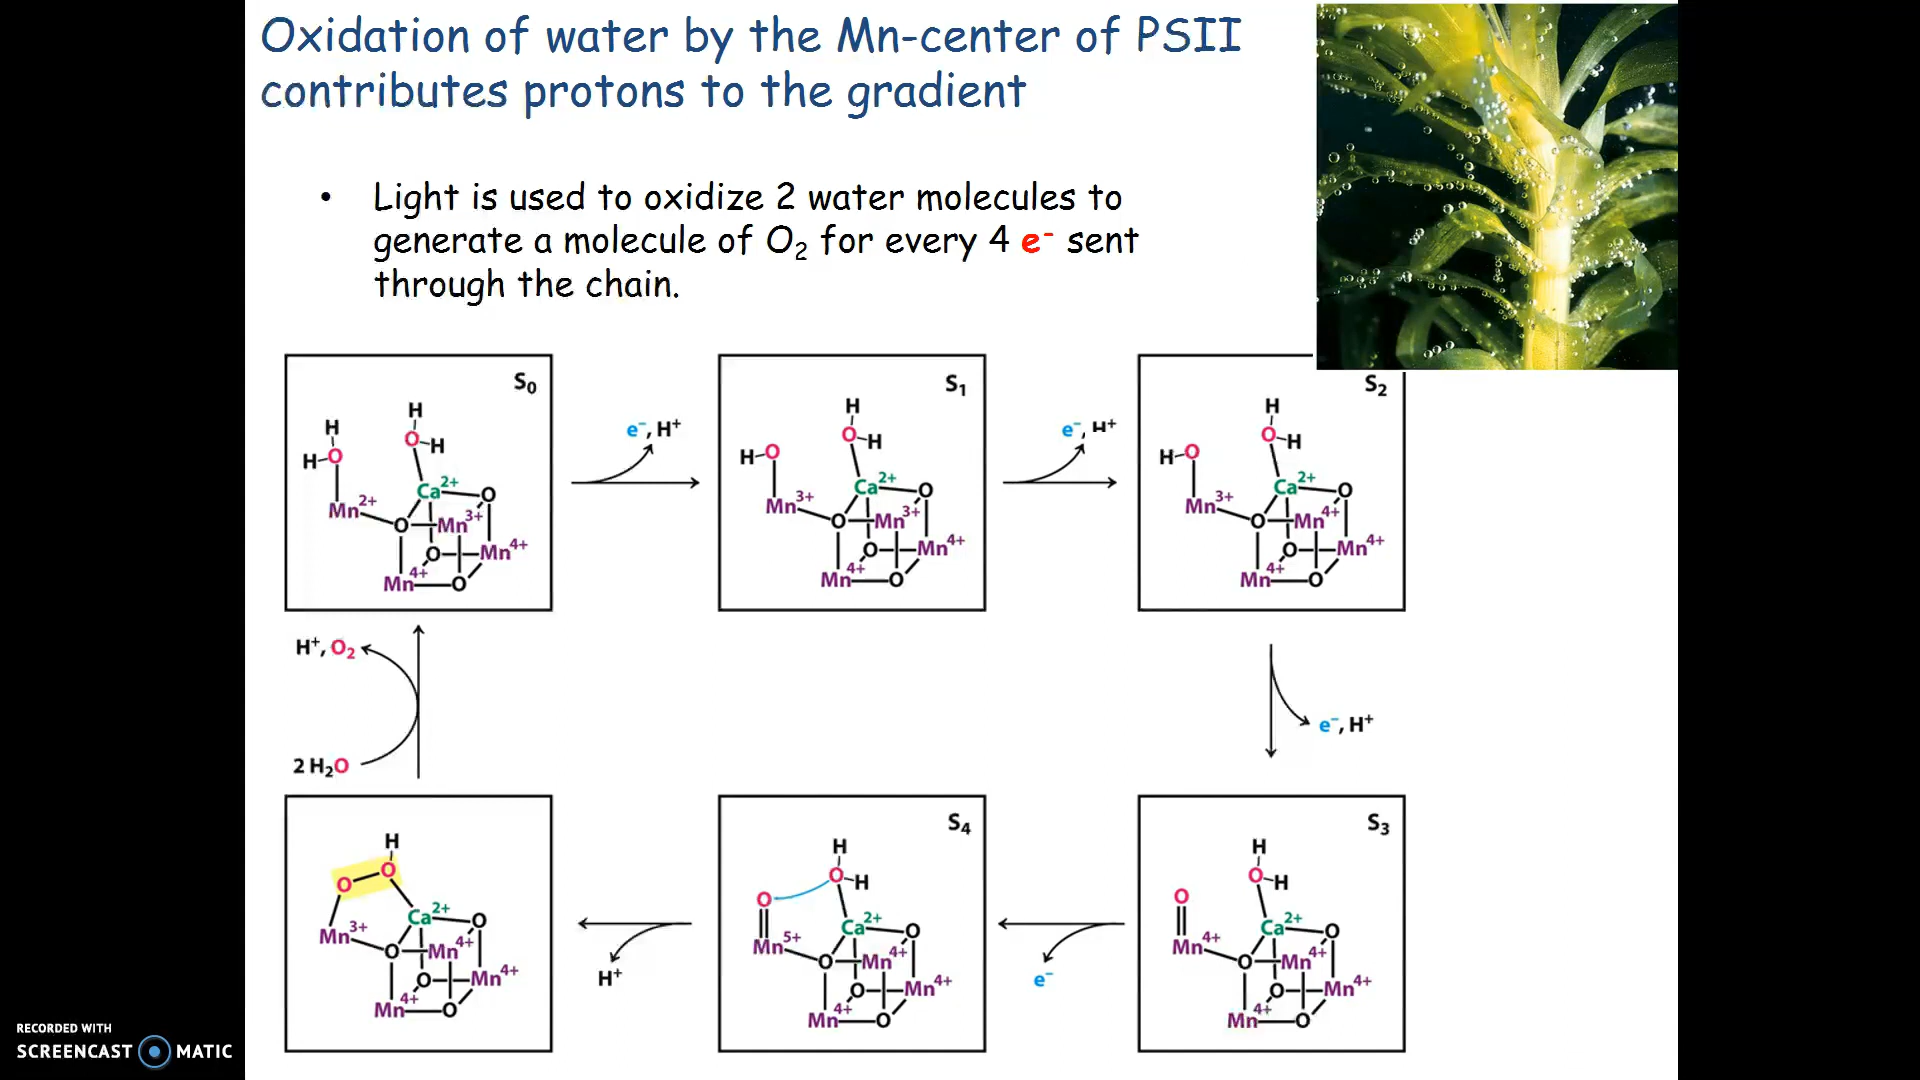 Oxidation of water by the Mn-center of PSII
contributes protons to the gradient
• Light is used to oxidize 2 water molecules to
generate a molecule of O₂ for every 4 e⁻ sent
through the chain.
S₀
H
H-O
H
O-H
Ca²⁺
O
Mn²⁺
O
Mn³⁺
O
Mn⁴⁺
Mn⁴⁺
O
e⁻, H⁺
S₁
H-O
H
O-H
Ca²⁺
O
Mn³⁺
O
Mn³⁺
O
Mn⁴⁺
Mn⁴⁺
O
e⁻, H⁺
S₂
H-O
H
O-H
Ca²⁺
O
Mn³⁺
O
Mn⁴⁺
O
Mn⁴⁺
Mn⁴⁺
O
H⁺, O₂
2 H₂O
e⁻, H⁺
H
O
O
Ca²⁺
O
Mn³⁺
O
Mn⁴⁺
O
Mn⁴⁺
Mn⁴⁺
O
H⁺
S₄
H
O-H
O
Ca²⁺
O
Mn⁵⁺
O
Mn⁴⁺
O
Mn⁴⁺
Mn⁴⁺
O
e⁻
S₃
H
O-H
O
Ca²⁺
O
Mn⁴⁺
O
Mn⁴⁺
O
Mn⁴⁺
Mn⁴⁺
O
RECORDED WITH
SCREENCAST MATIC